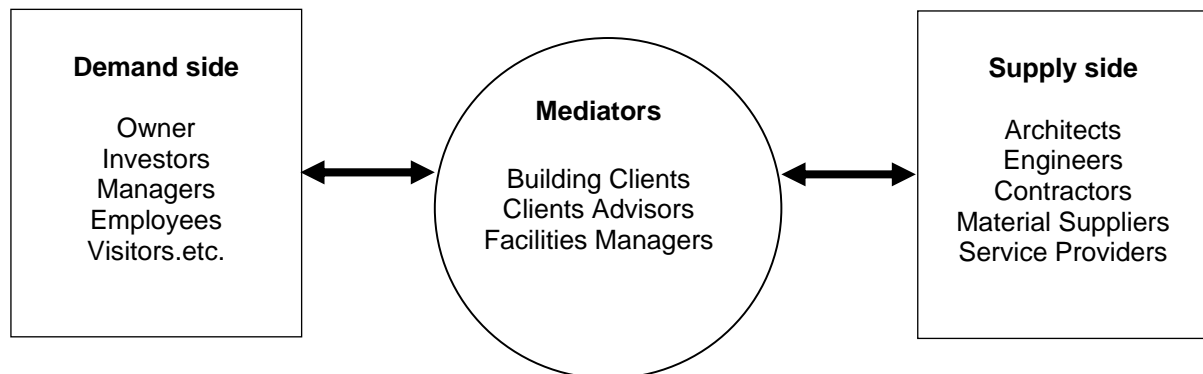 Demand side
Owner
Investors
Managers
Employees
Visitors.etc.
Mediators
Building Clients
Clients Advisors
Facilities Managers
Supply side
Architects
Engineers
Contractors
Material Suppliers
Service Providers